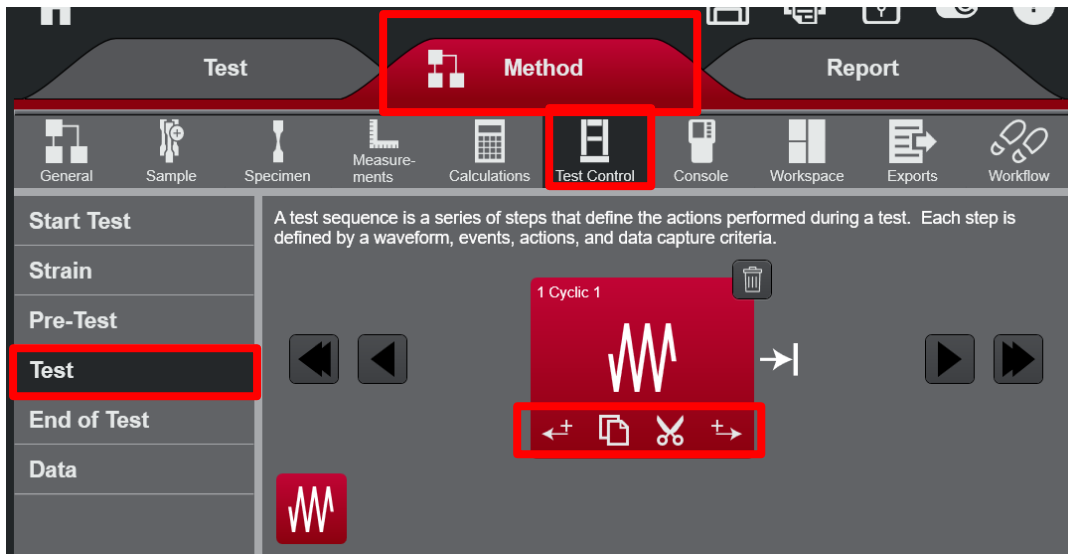 Test
Method
Report
General
Sample
Specimen
Measure-
ments
Calculations
Test Control
Console
Workspace
Exports
Workflow
Start Test
Strain
Pre-Test
Test
End of Test
Data
A test sequence is a series of steps that define the actions performed during a test.  Each step is
defined by a waveform, events, actions, and data capture criteria.
1 Cyclic 1